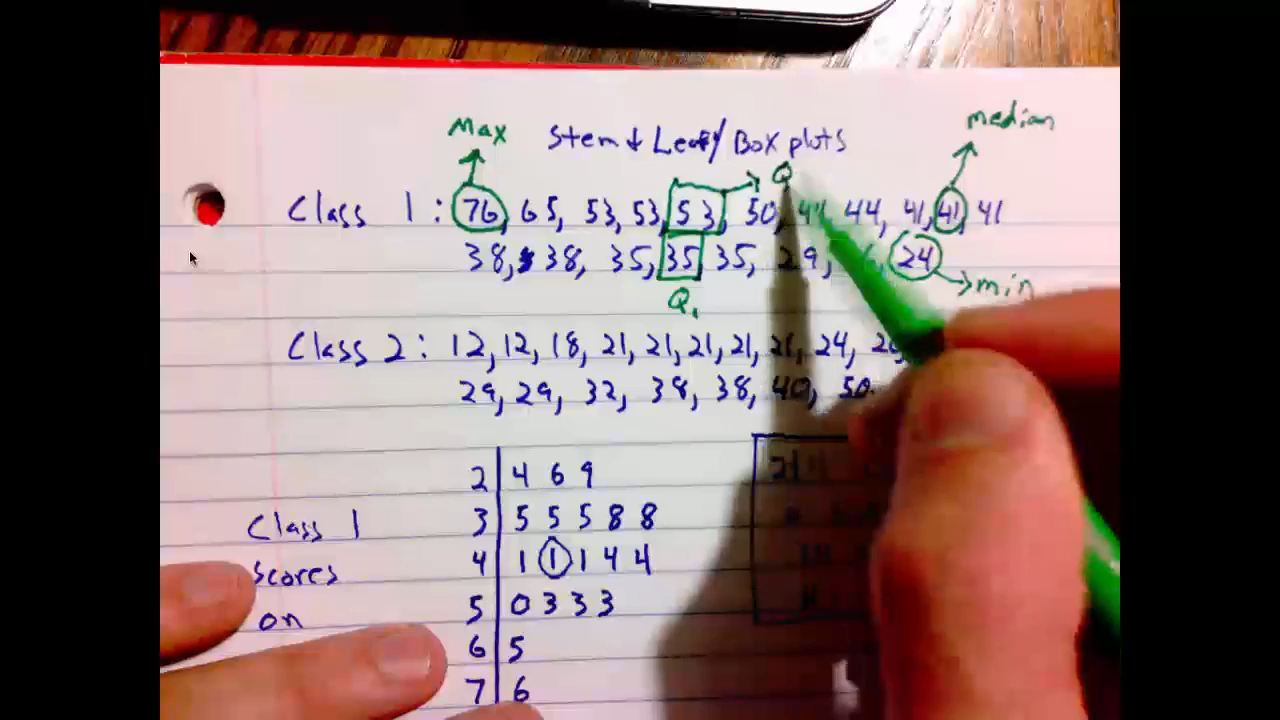 Max
median
Stem & Leaf/Box plots
Q
Class 1: 76, 65, 53, 53, 53, 50, 44, 44, 41, 41, 41
38, 38, 35, 35, 35, 29, 24
min
Q1
Class 2: 12, 12, 18, 21, 21, 21, 21, 21, 24,
29, 29, 32, 38, 38, 40, 50
2 | 4 6 9
Class 1 3 | 5 5 5 8 8
scores 4 | 1 1 1 4 4
on 5 | 0 3 3 3
6 | 5
7 | 6